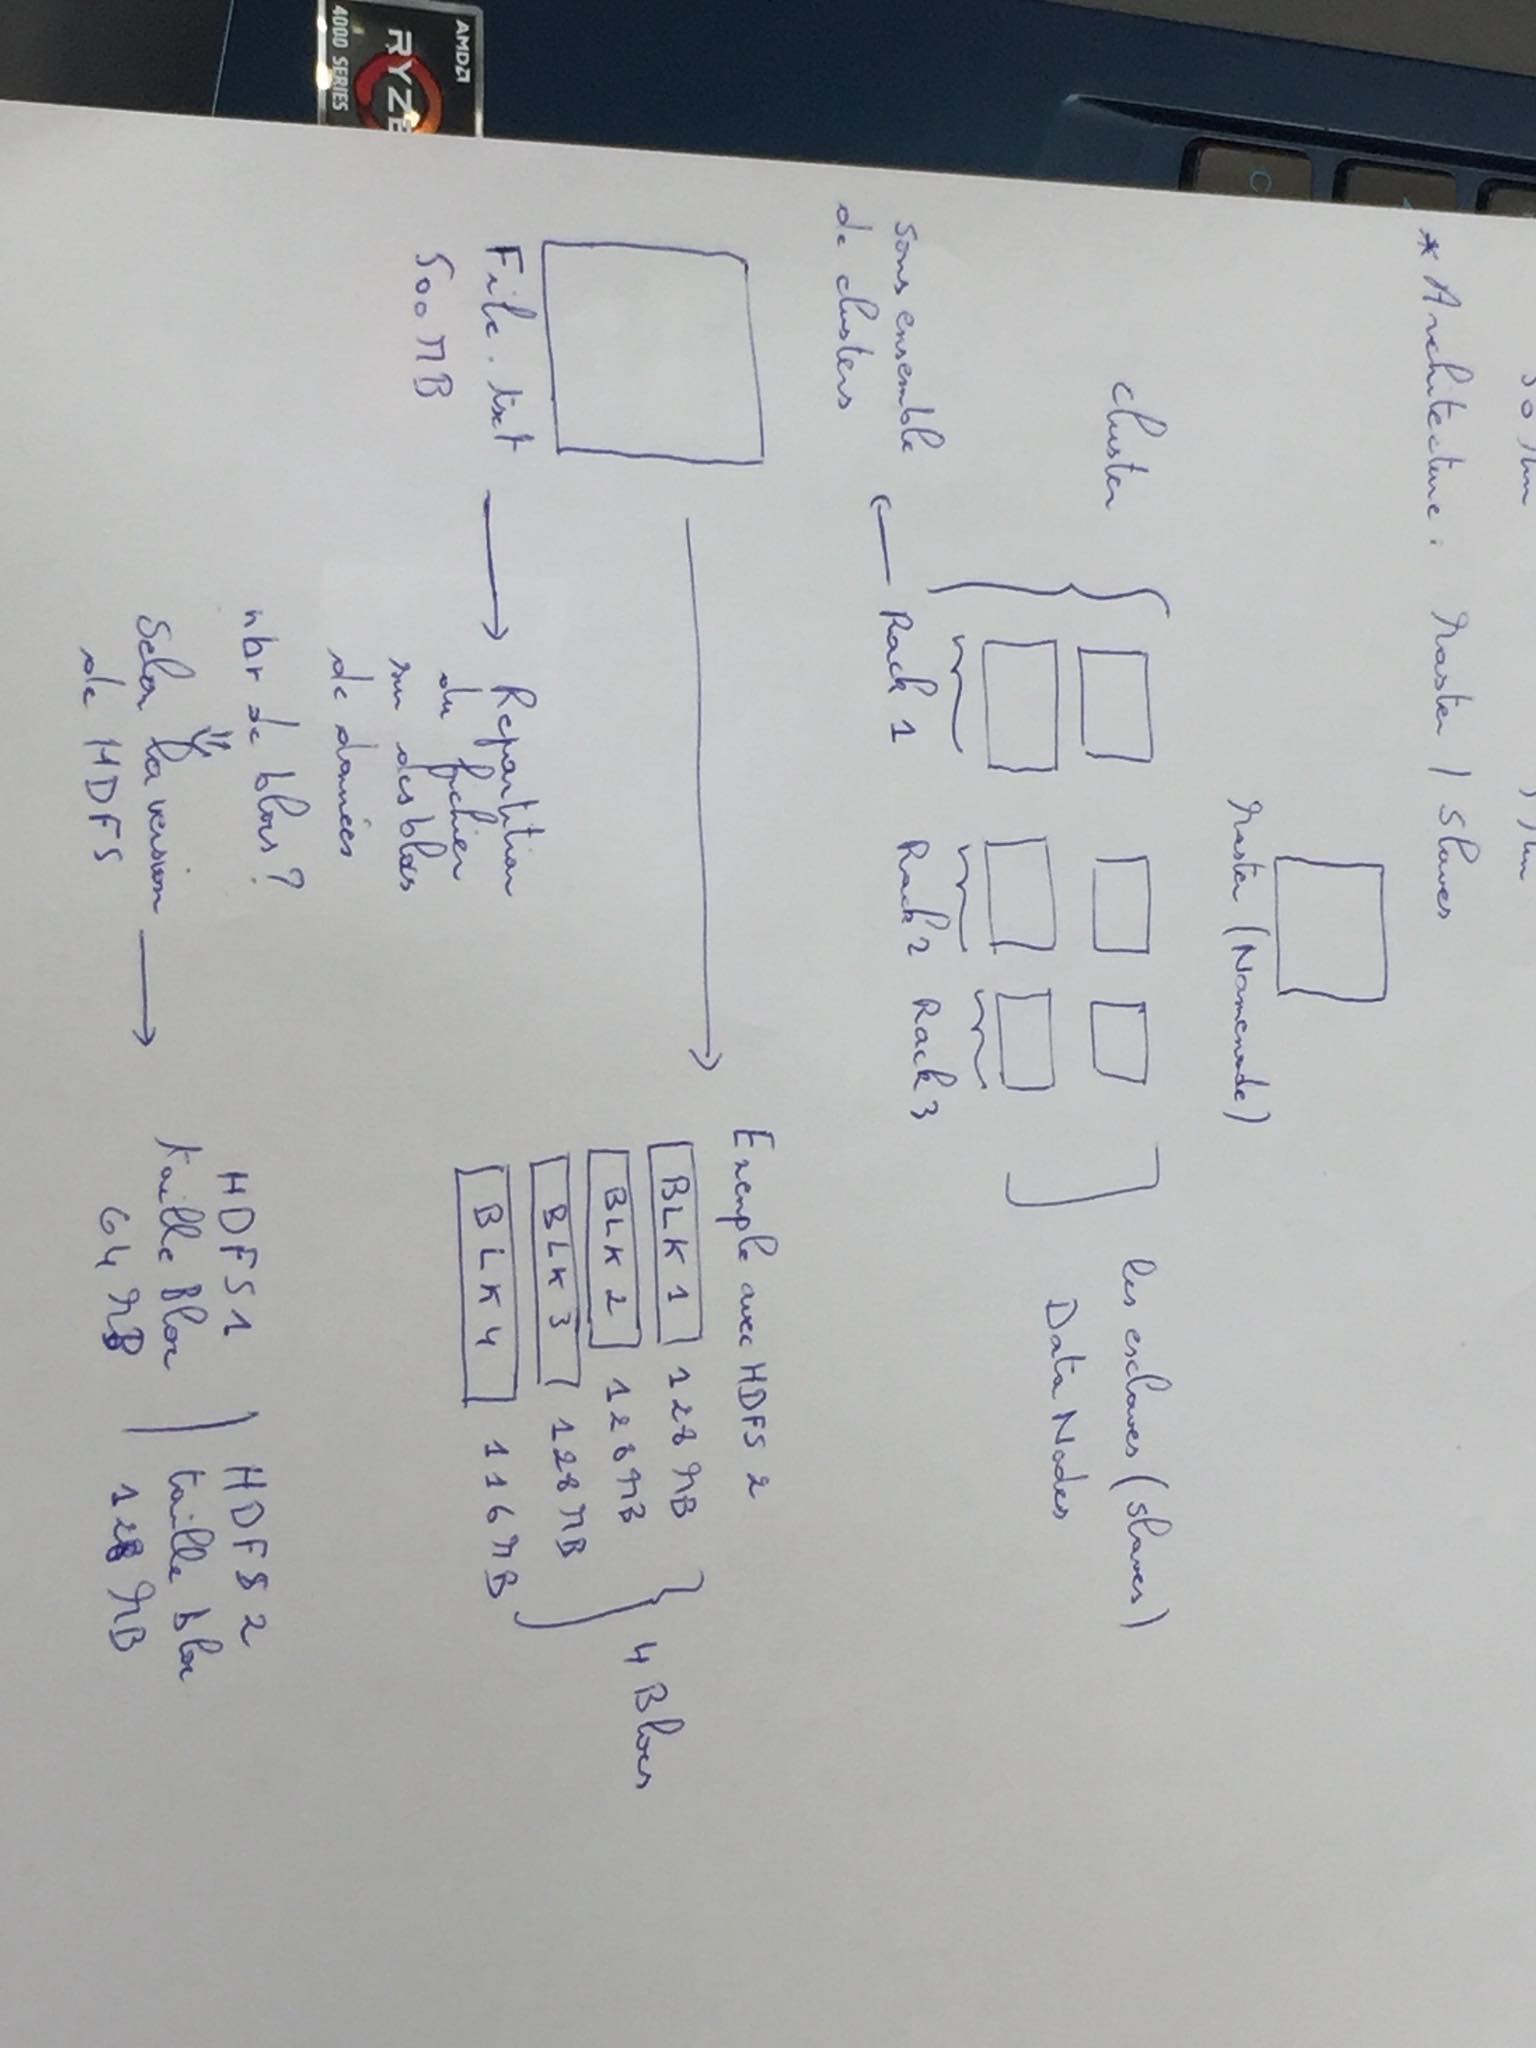 * Architecture : Master / Slaves
Master (Namenode)
cluster
les esclaves (slaves)
Data Nodes
Rack 1
Rack 2
Rack 3
sous ensemble
de clusters
Exemple avec HDFS 2
BLK 1 128 MB
BLK 2 128 MB
BLK 3 128 MB
BLK 4 116 MB
4 Blocs
File.txt
500 MB
Repartition
du fichier
sur des blocs
de données
nbr de blocs ?
Selon la version
de HDFS
HDFS 1
taille Bloc
64 MB
HDFS 2
taille bloc
128 MB
C
AMD
RYZE
4000 SERIES